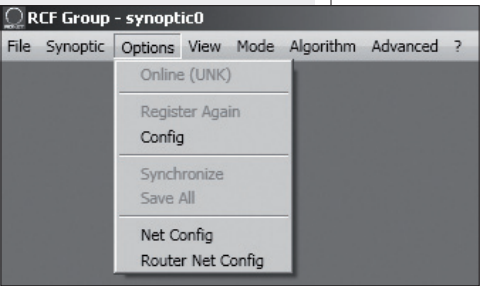 RCF Group - synoptic0
File Synoptic Options View Mode Algorithm Advanced ?
Online (UNK)
Register Again
Config
Synchronize
Save All
Net Config
Router Net Config